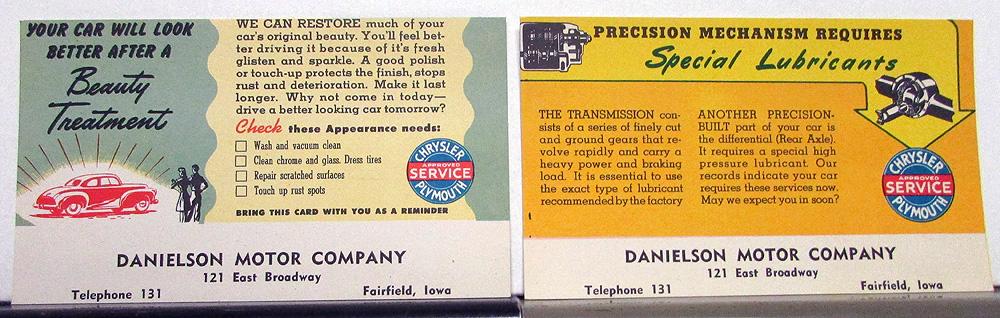 YOUR CAR WILL LOOK
BETTER AFTER A
Beauty
Treatment
WE CAN RESTORE much of your
car's original beauty. You'll feel bet-
ter driving it because of it's fresh
glisten and sparkle. A good polish
or touch-up protects the finish, stops
rust and deterioration. Make it last
longer. Why not come in today—
drive a better looking car tomorrow?
Check these Appearance needs:
Wash and vacuum clean
Clean chrome and glass. Dress tires
Repair scratched surfaces
Touch up rust spots
CHRYSLER
APPROVED
SERVICE
PLYMOUTH
BRING THIS CARD WITH YOU AS A REMINDER
DANIELSON MOTOR COMPANY
121 East Broadway
Telephone 131 Fairfield, Iowa
PRECISION MECHANISM REQUIRES
Special Lubricants
THE TRANSMISSION con-
sists of a series of finely cut
and ground gears that re-
volve rapidly and carry a
heavy power and braking
load. It is essential to use
the exact type of lubricant
recommended by the factory
ANOTHER PRECISION-
BUILT part of your car is
the differential (Rear Axle).
It requires a special high
pressure lubricant. Our
records indicate your car
requires these services now.
May we expect you in soon?
CHRYSLER
APPROVED
SERVICE
PLYMOUTH
DANIELSON MOTOR COMPANY
121 East Broadway
Telephone 131 Fairfield, Iowa